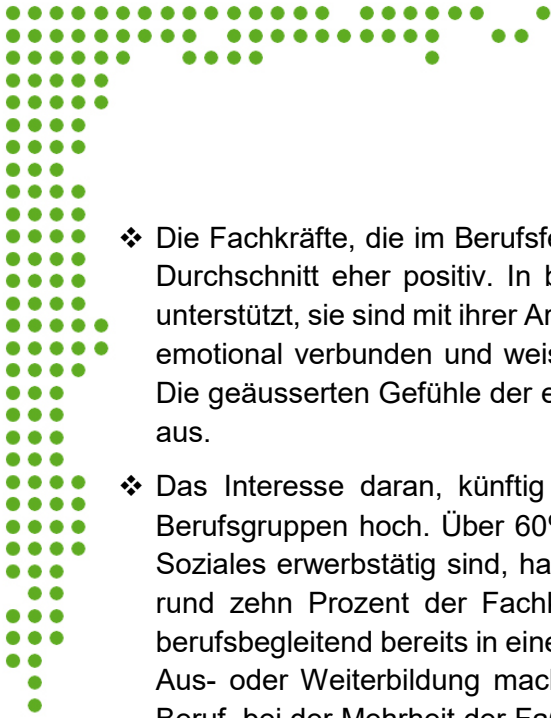 ❖ Die Fachkräfte, die im Berufsf
Durchschnitt eher positiv. In b
unterstützt, sie sind mit ihrer Ar
emotional verbunden und weis
Die geäusserten Gefühle der e
aus.
❖ Das Interesse daran, künftig
Berufsgruppen hoch. Über 60
Soziales erwerbstätig sind, ha
rund zehn Prozent der Fach
berufsbegleitend bereits in eine
Aus- oder Weiterbildung mac